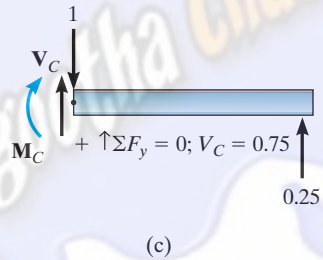 1
V_C
M_C
+ ↑ΣF_y = 0; V_C = 0.75
0.25
(c)